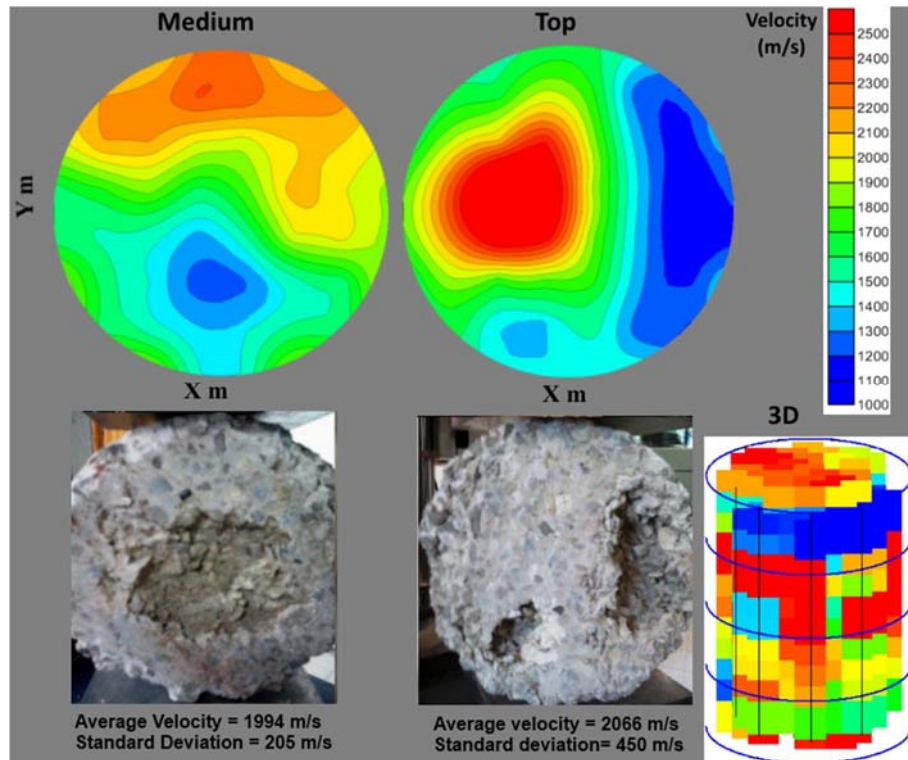 Medium
Top
Velocity
(m/s)
2500
2400
2300
2200
2100
2000
1900
1800
1700
1600
1500
1400
1300
1200
1100
1000
Y m
X m
X m
3D
Average Velocity = 1994 m/s
Standard Deviation = 205 m/s
Average velocity = 2066 m/s
Standard deviation= 450 m/s